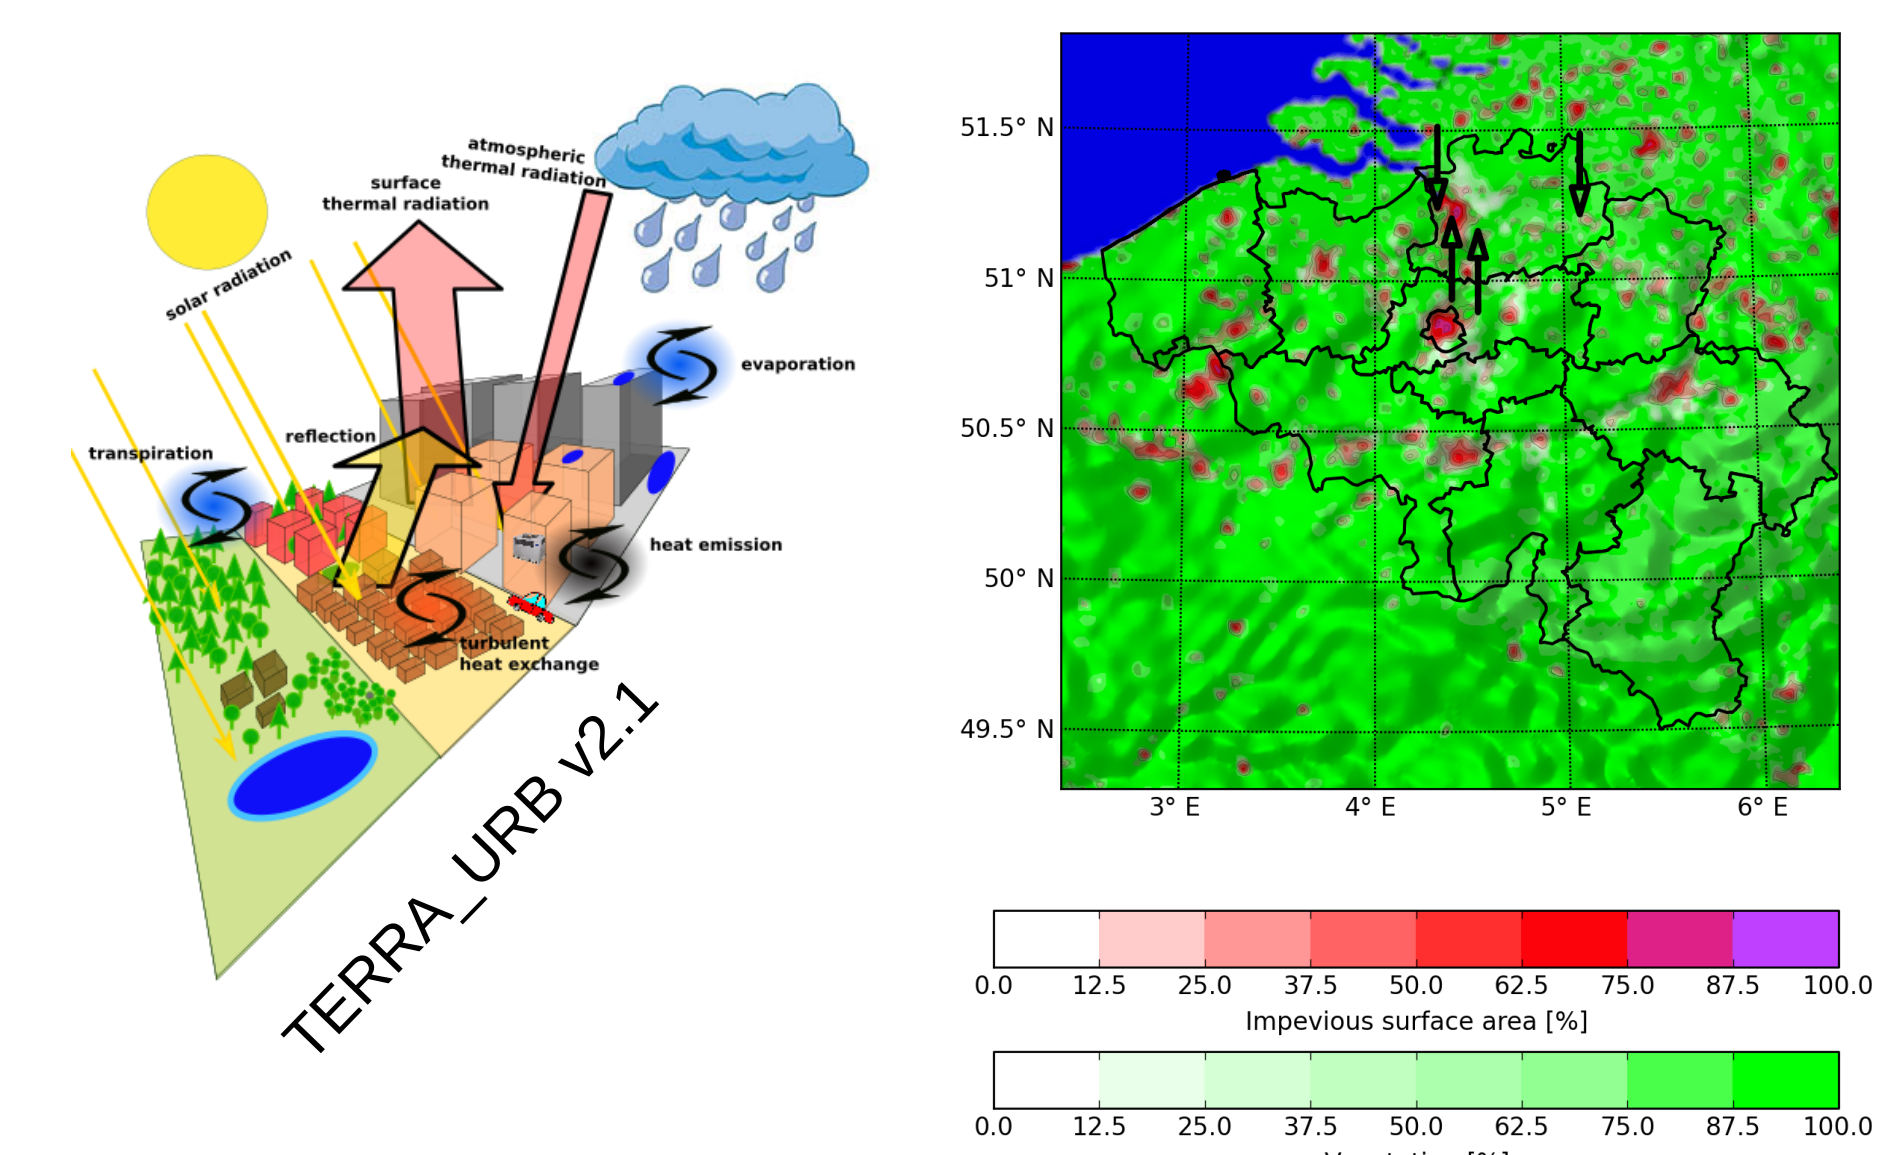 atmospheric
thermal radiation
surface
thermal radiation
solar radiation
evaporation
reflection
transpiration
heat emission
turbulent
heat exchange
TERRA_URB v2.1
51.5° N
51° N
50.5° N
50° N
49.5° N
3° E 4° E 5° E 6° E
0.0 12.5 25.0 37.5 50.0 62.5 75.0 87.5 100.0
Impevious surface area [%]
0.0 12.5 25.0 37.5 50.0 62.5 75.0 87.5 100.0